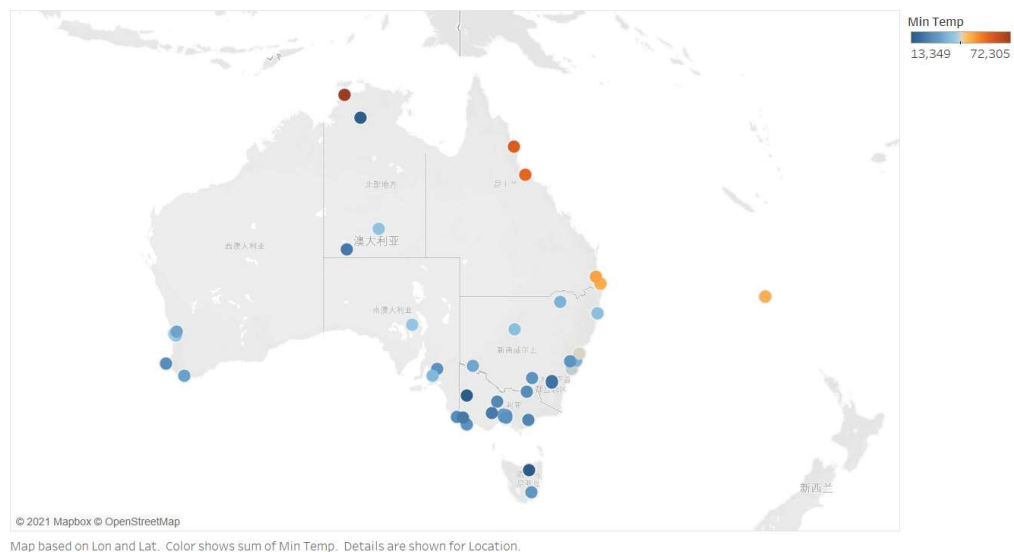 Min Temp
13,349 72,305
北部地方
澳大利亚
西澳大利亚
南澳大利亚
新南威尔士
新西兰
© 2021 Mapbox © OpenStreetMap
Map based on Lon and Lat. Color shows sum of Min Temp. Details are shown for Location.